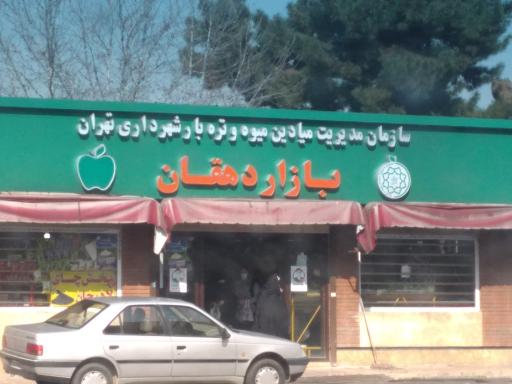 سازمان مدیریت میادین میوه و تره بار شهرداری تهران
بازار دهقان